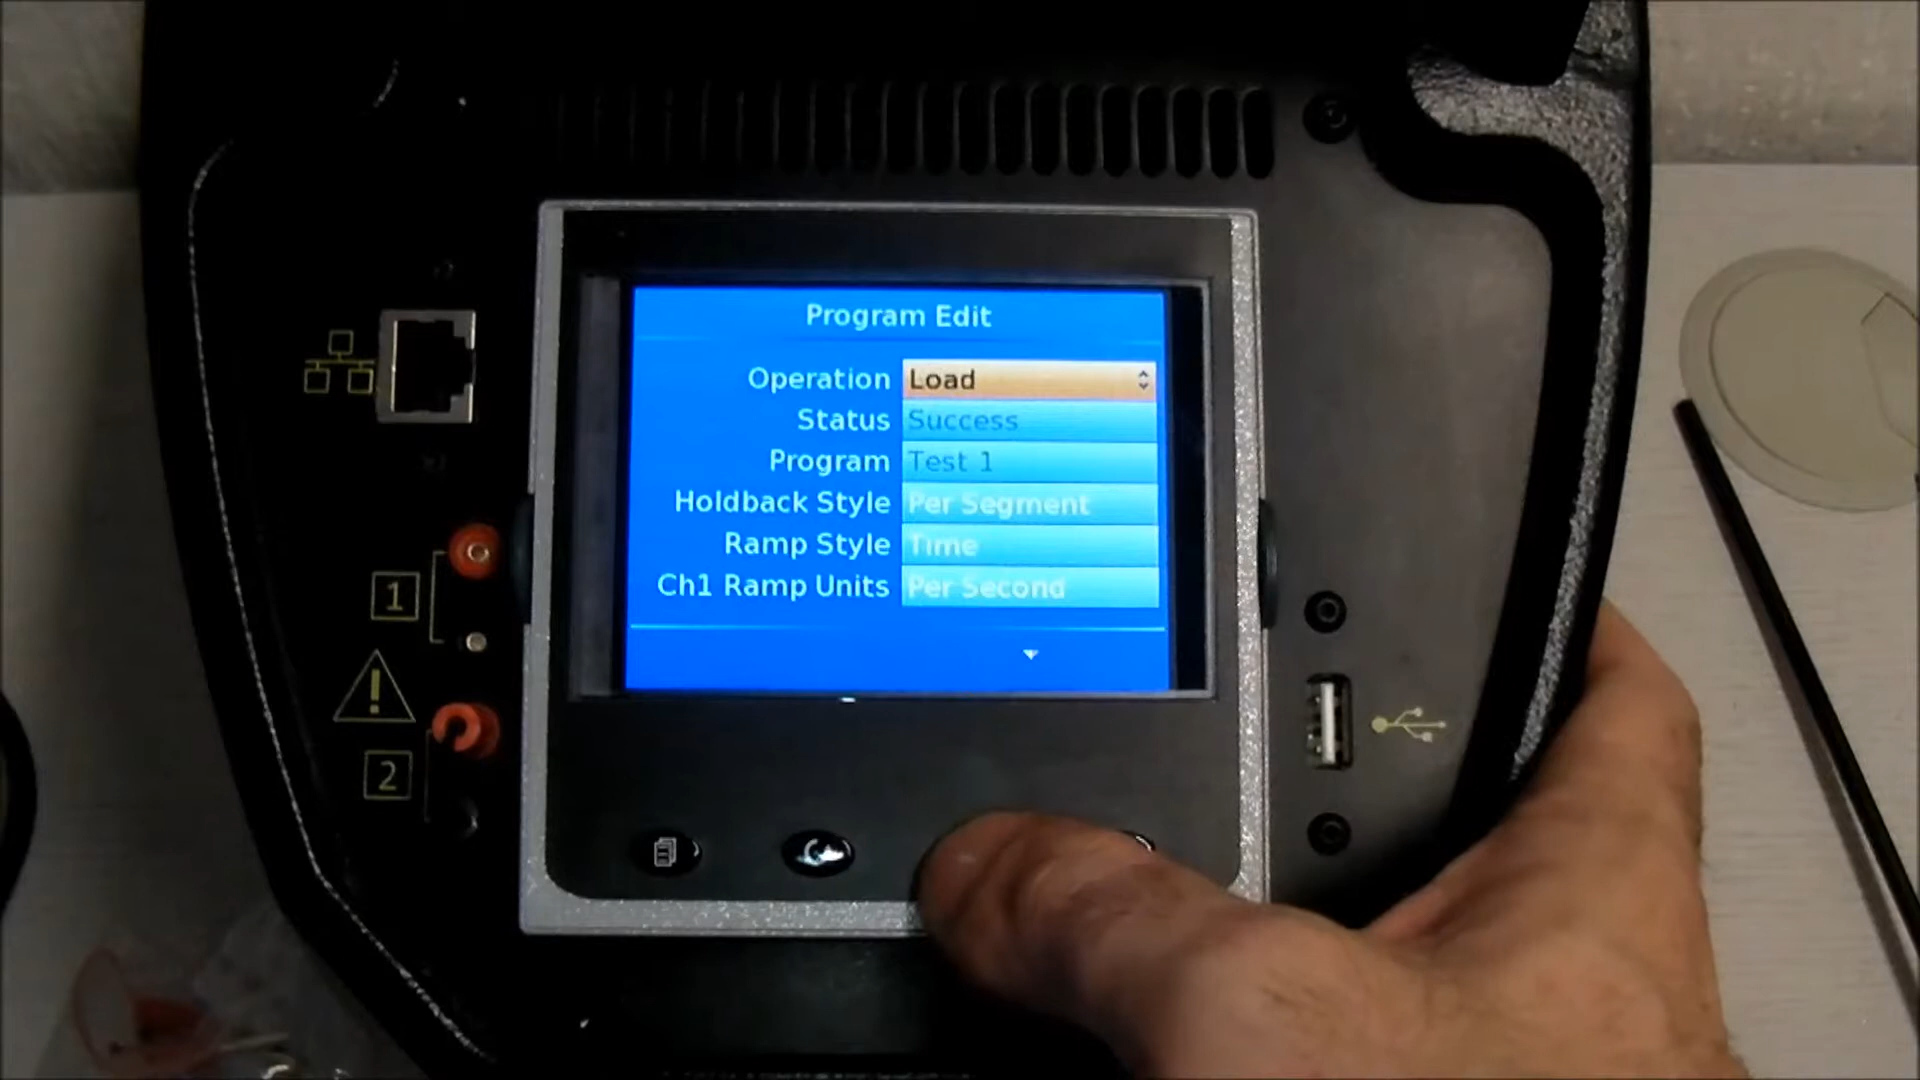 Program Edit
Operation Load
Status Success
Program Test 1
Holdback Style Per Segment
Ramp Style Time
Ch1 Ramp Units Per Second
1
2